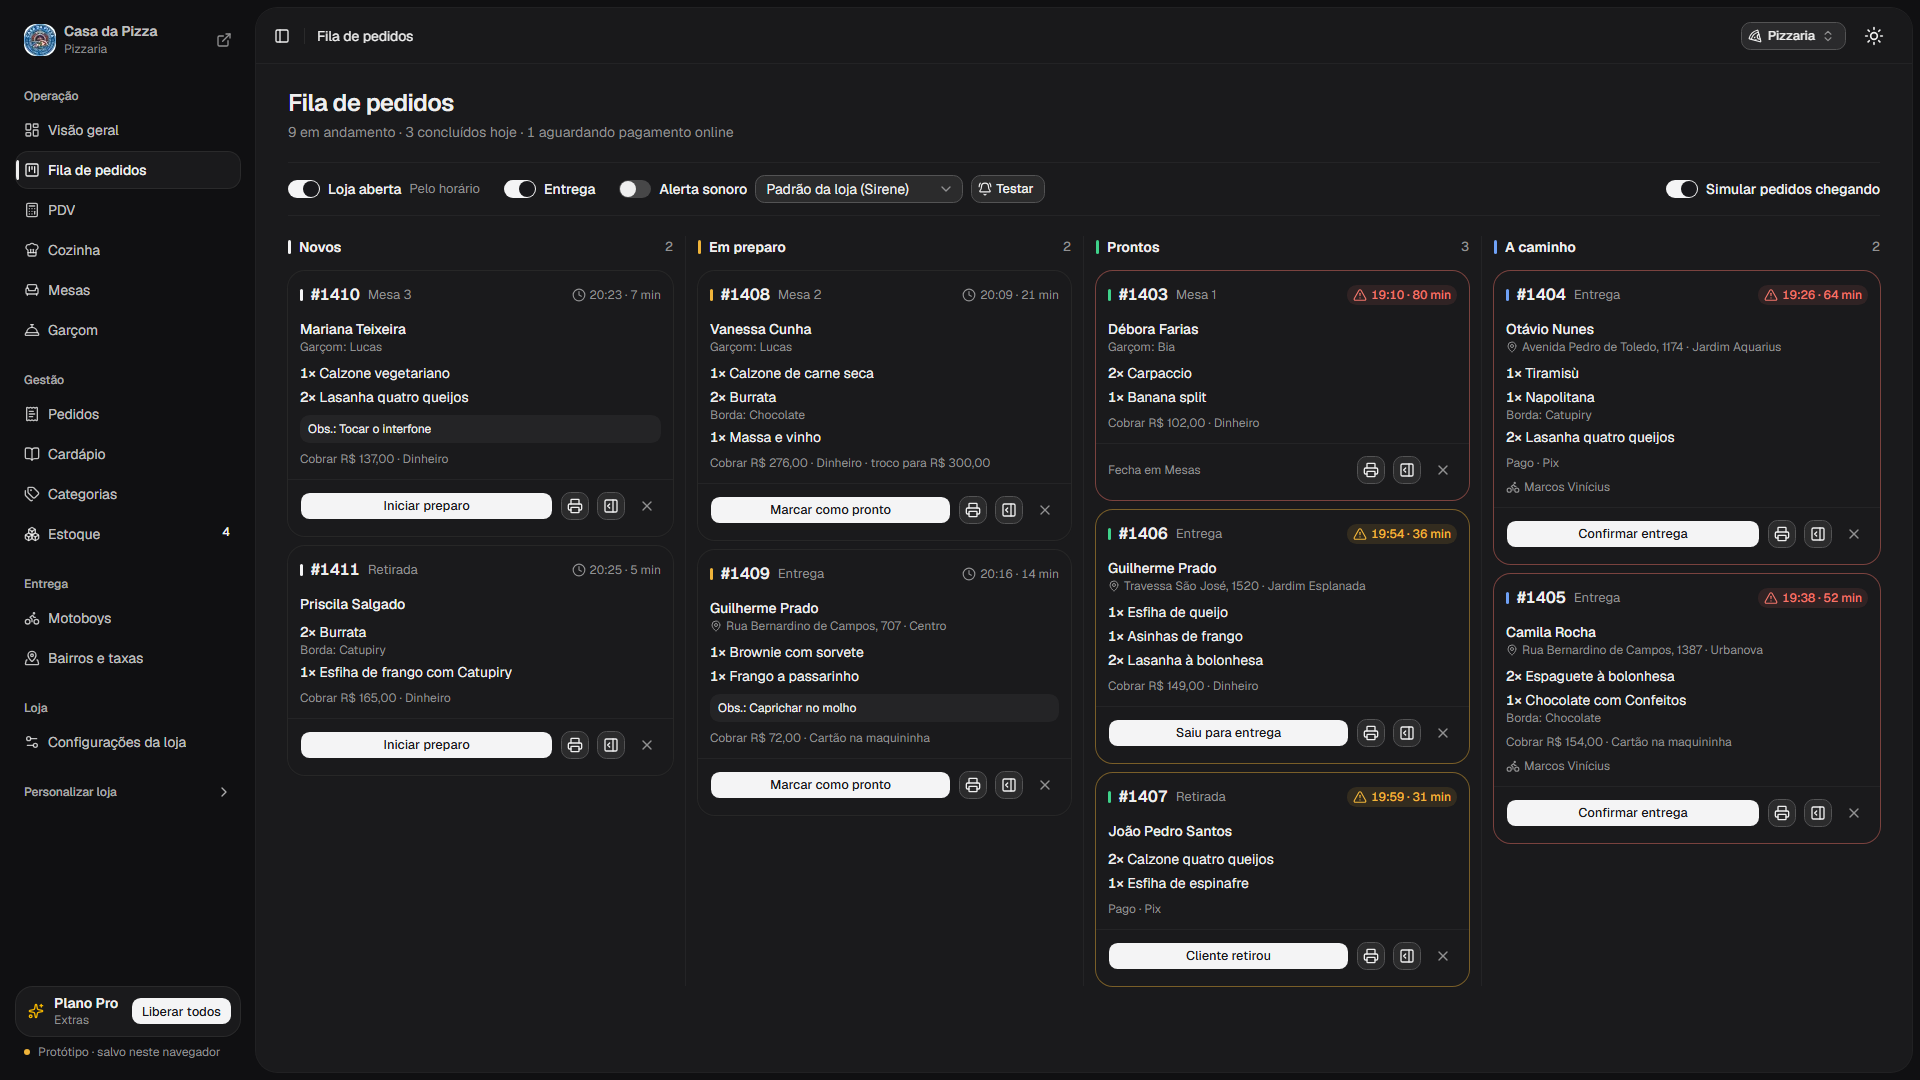 Casa da Pizza
Pizzaria
Operação
Visão geral
Fila de pedidos
PDV
Cozinha
Mesas
Garçom
Gestão
Pedidos
Cardápio
Categorias
Estoque 4
Entrega
Motoboys
Bairros e taxas
Loja
Configurações da loja
Personalizar loja
Plano Pro
Extras
Liberar todos
Protótipo · salvo neste navegador
Fila de pedidos
Pizzaria
Fila de pedidos
9 em andamento · 3 concluídos hoje · 1 aguardando pagamento online
Loja aberta Pelo horário Entrega Alerta sonoro Padrão da loja (Sirene) Testar Simular pedidos chegando
Novos 2
#1410 Mesa 3 20:23 · 7 min
Mariana Teixeira
Garçom: Lucas
1× Calzone vegetariano
2× Lasanha quatro queijos
Obs.: Tocar o interfone
Cobrar R$ 137,00 · Dinheiro
Iniciar preparo
#1411 Retirada 20:25 · 5 min
Priscila Salgado
2× Burrata
Borda: Catupiry
1× Esfiha de frango com Catupiry
Cobrar R$ 165,00 · Dinheiro
Iniciar preparo
Em preparo 2
#1408 Mesa 2 20:09 · 21 min
Vanessa Cunha
Garçom: Lucas
1× Calzone de carne seca
2× Burrata
Borda: Chocolate
1× Massa e vinho
Cobrar R$ 276,00 · Dinheiro · troco para R$ 300,00
Marcar como pronto
#1409 Entrega 20:16 · 14 min
Guilherme Prado
Rua Bernardino de Campos, 707 · Centro
1× Brownie com sorvete
1× Frango a passarinho
Obs.: Caprichar no molho
Cobrar R$ 72,00 · Cartão na maquininha
Marcar como pronto
Prontos 3
#1403 Mesa 1 19:10 · 80 min
Débora Farias
Garçom: Bia
2× Carpaccio
1× Banana split
Cobrar R$ 102,00 · Dinheiro
Fecha em Mesas
#1406 Entrega 19:54 · 36 min
Guilherme Prado
Travessa São José, 1520 · Jardim Esplanada
1× Esfiha de queijo
1× Asinhas de frango
2× Lasanha à bolonhesa
Cobrar R$ 149,00 · Dinheiro
Saiu para entrega
#1407 Retirada 19:59 · 31 min
João Pedro Santos
2× Calzone quatro queijos
1× Esfiha de espinafre
Pago · Pix
Cliente retirou
A caminho 2
#1404 Entrega 19:26 · 64 min
Otávio Nunes
Avenida Pedro de Toledo, 1174 · Jardim Aquarius
1× Tiramisù
1× Napolitana
Borda: Catupiry
2× Lasanha quatro queijos
Pago · Pix
Marcos Vinícius
Confirmar entrega
#1405 Entrega 19:38 · 52 min
Camila Rocha
Rua Bernardino de Campos, 1387 · Urbanova
2× Espaguete à bolonhesa
1× Chocolate com Confeitos
Borda: Chocolate
Cobrar R$ 154,00 · Cartão na maquininha
Marcos Vinícius
Confirmar entrega